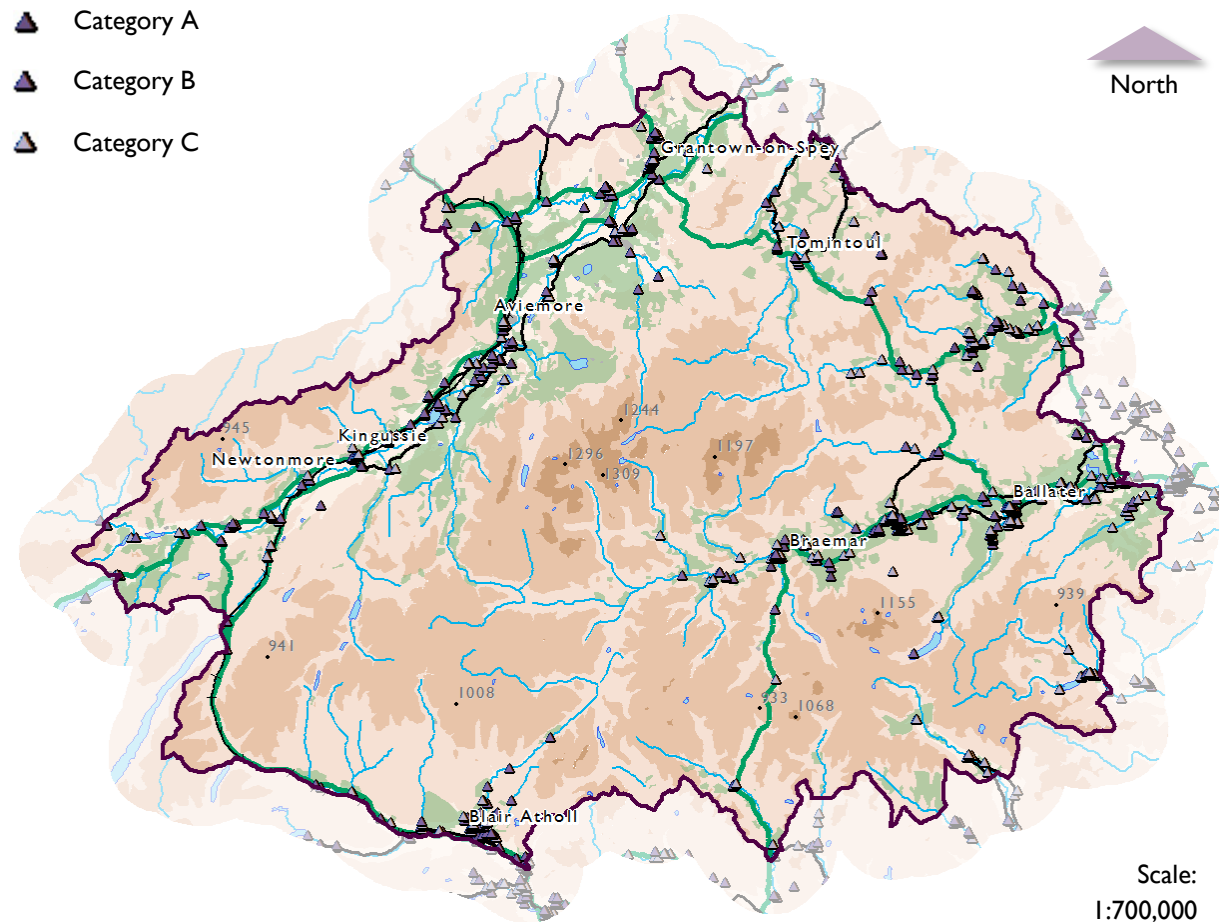 Category A
Category B
Category C
North
Grantown-on-Spey
Tomintoul
Aviemore
1244
945
Kingussie
1296
1197
Newtonmore
1309
Ballater
Braemar
939
1155
941
1008
933
1068
Blair Atholl
Scale:
1:700,000